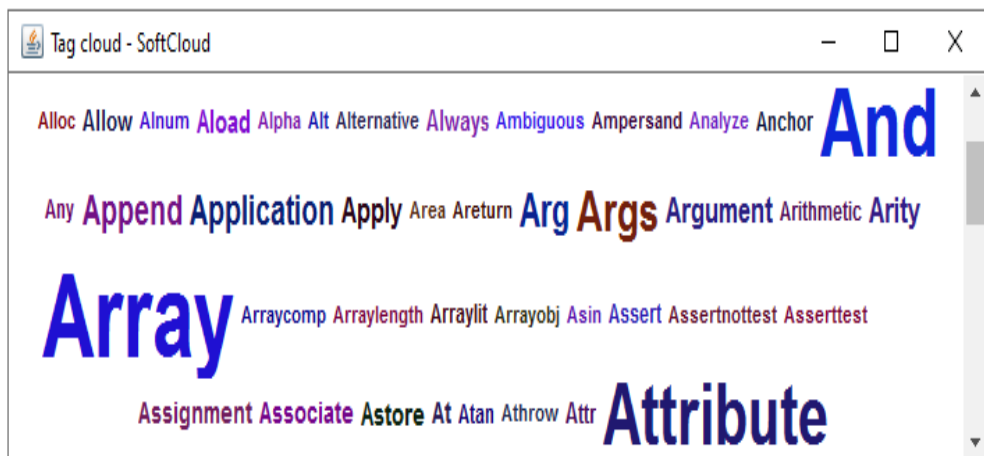 Tag cloud - SoftCloud
Alloc Allow Alnum Aload Alpha Alt Alternative Always Ambiguous Ampersand Analyze Anchor And
Any Append Application Apply Area Areturn Arg Args Argument Arithmetic Arity
Array Arraycomp Arraylength Arraylit Arrayobj Asin Assert Assertnottest Asserttest
Assignment Associate Astore At Atan Athrow Attr Attribute